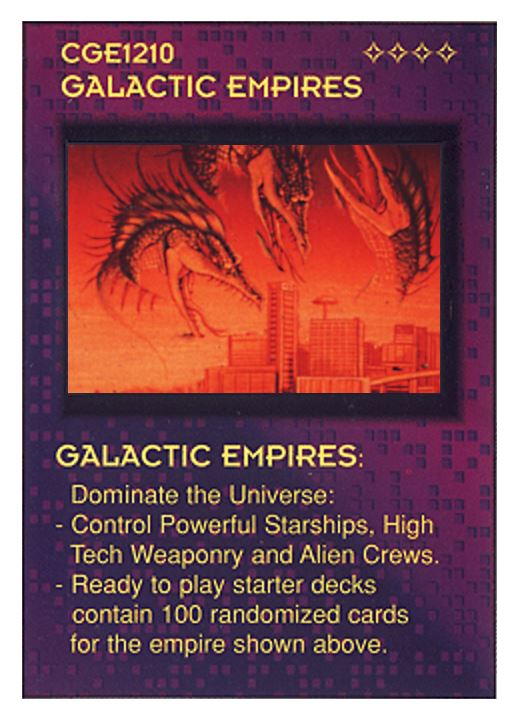 CGE1210
GALACTIC EMPIRES
GALACTIC EMPIRES:
Dominate the Universe:
- Control Powerful Starships, High
Tech Weaponry and Alien Crews.
- Ready to play starter decks
contain 100 randomized cards
for the empire shown above.